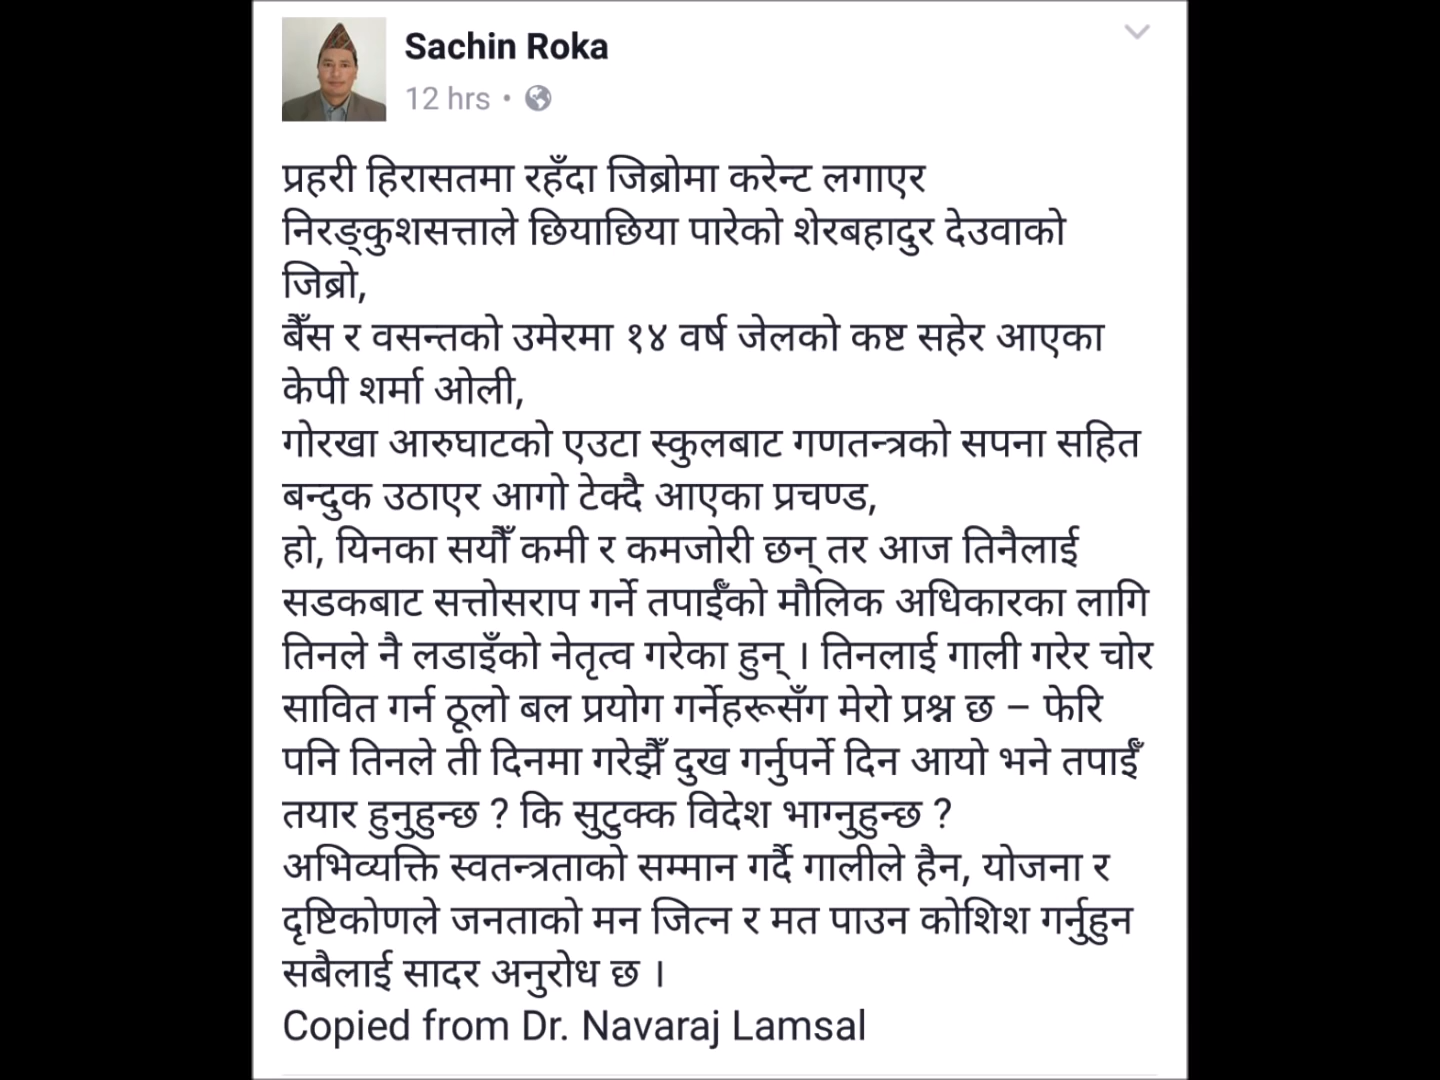 Sachin Roka
12 hrs •
प्रहरी हिरासतमा रहँदा जिब्रोमा करेन्ट लगाएर
निरङ्कुशसत्ताले छियाछिया पारेको शेरबहादुर देउवाको
जिब्रो,
बैँस र वसन्तको उमेरमा १४ वर्ष जेलको कष्ट सहेर आएका
केपी शर्मा ओली,
गोरखा आरुघाटको एउटा स्कुलबाट गणतन्त्रको सपना सहित
बन्दुक उठाएर आगो टेक्दै आएका प्रचण्ड,
हो, यिनका सयौँ कमी र कमजोरी छन् तर आज तिनैलाई
सडकबाट सत्तोसराप गर्ने तपाईँको मौलिक अधिकारका लागि
तिनले नै लडाइँको नेतृत्व गरेका हुन् । तिनलाई गाली गरेर चोर
सावित गर्न ठूलो बल प्रयोग गर्नेहरूसँग मेरो प्रश्न छ – फेरि
पनि तिनले ती दिनमा गरेझैँ दुख गर्नुपर्ने दिन आयो भने तपाईँ
तयार हुनुहुन्छ ? कि सुटुक्क विदेश भाग्नुहुन्छ ?
अभिव्यक्ति स्वतन्त्रताको सम्मान गर्दै गालीले हैन, योजना र
दृष्टिकोणले जनताको मन जित्न र मत पाउन कोशिश गर्नुहुन
सबैलाई सादर अनुरोध छ ।
Copied from Dr. Navaraj Lamsal